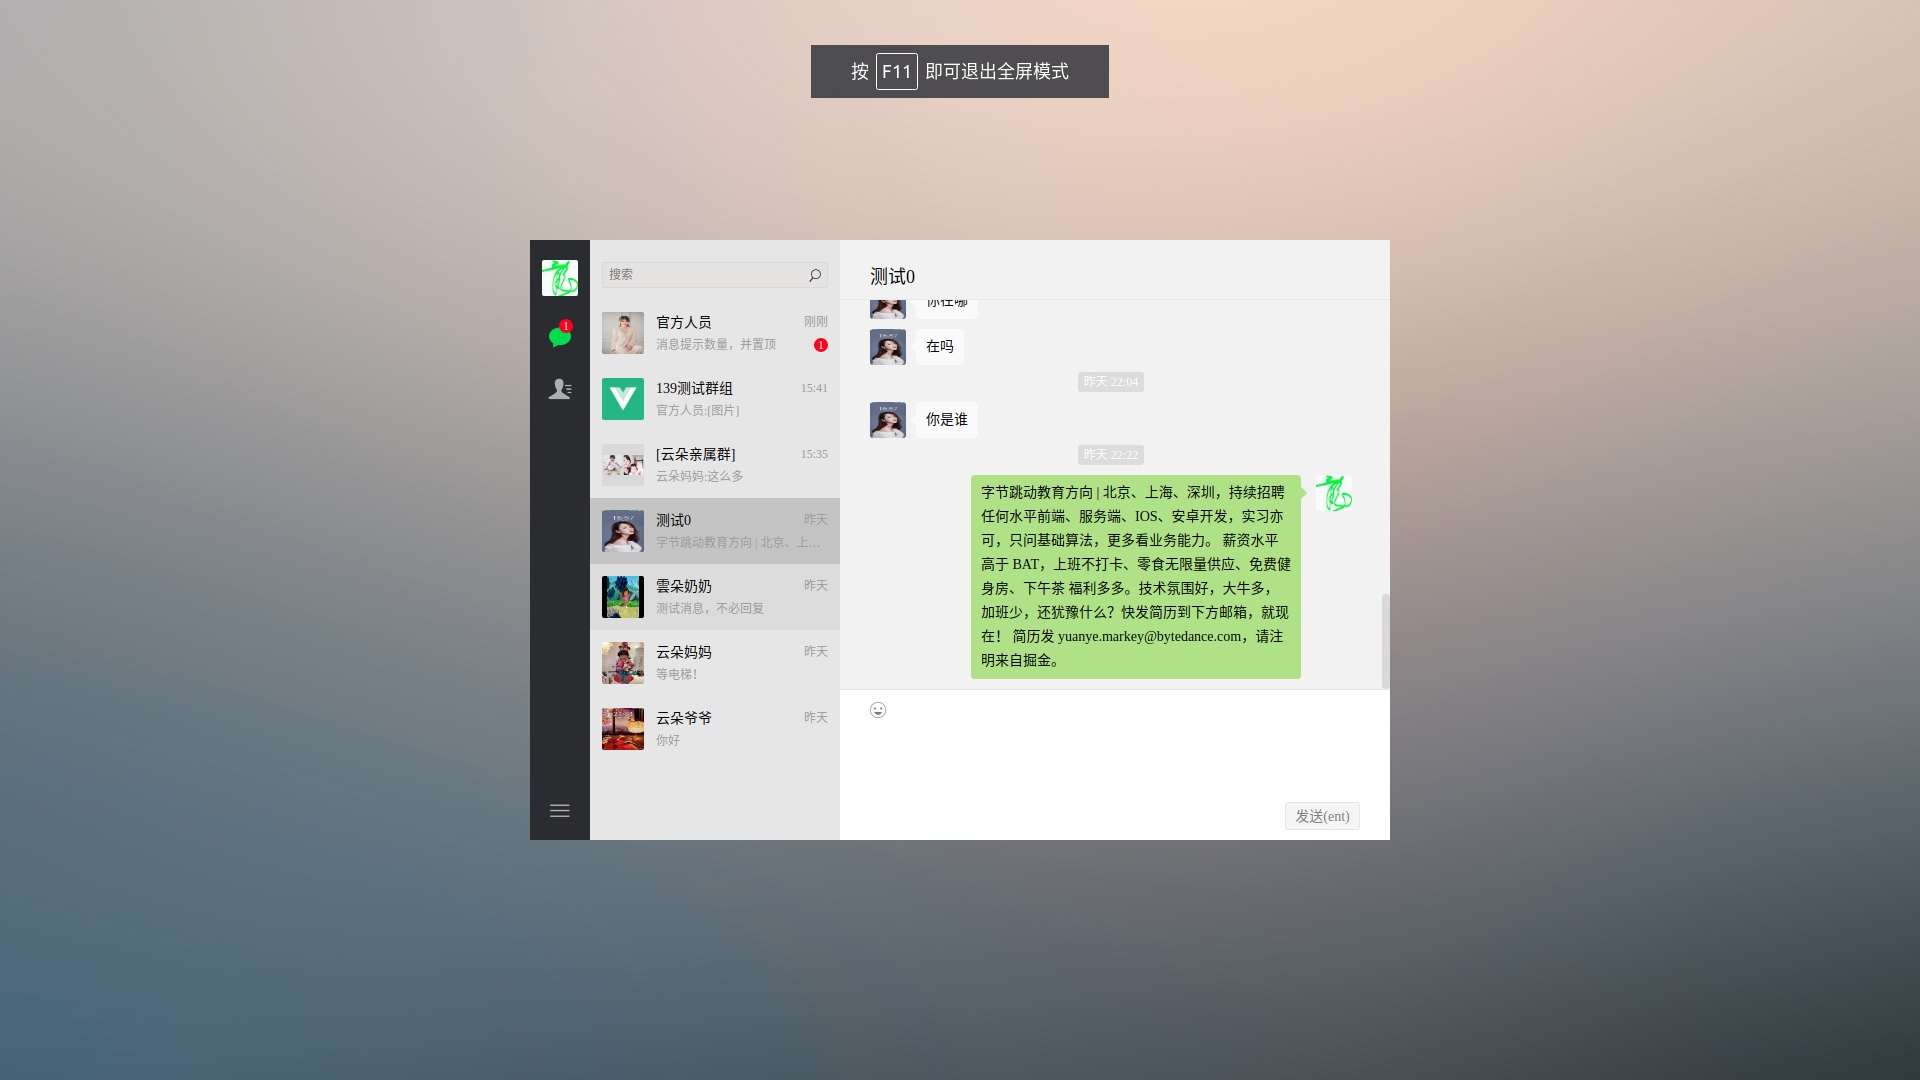 按 F11 即可退出全屏模式
1
搜索
官方人员 刚刚
消息提示数量，并置顶 1
139测试群组 15:41
官方人员:[图片]
[云朵亲属群] 15:35
云朵妈妈:这么多
测试0 昨天
字节跳动教育方向 | 北京、上...
雲朵奶奶 昨天
测试消息，不必回复
云朵妈妈 昨天
等电梯！
云朵爷爷 昨天
你好
测试0
你在哪
在吗
昨天 22:04
你是谁
昨天 22:22
字节跳动教育方向 | 北京、上海、深圳，持续招聘
任何水平前端、服务端、IOS、安卓开发，实习亦
可，只问基础算法，更多看业务能力。 薪资水平
高于 BAT，上班不打卡、零食无限量供应、免费健
身房、下午茶 福利多多。技术氛围好，大牛多，
加班少，还犹豫什么？快发简历到下方邮箱，就现
在！ 简历发 yuanye.markey@bytedance.com，请注
明来自掘金。
发送(ent)